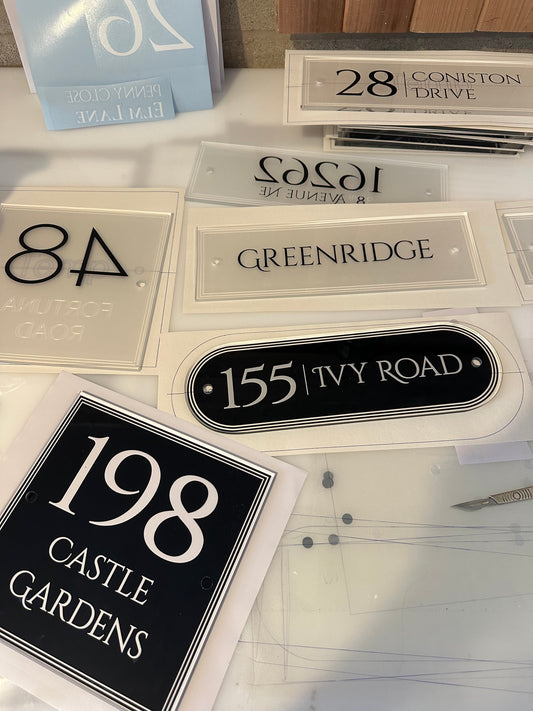 26
PENNY CLOSE
ELM LANE
28
CONISTON
DRIVE
16262
8 AVENUE NE
GREENRIDGE
48
FORTUNA
ROAD
155 IVY ROAD
198
CASTLE
GARDENS